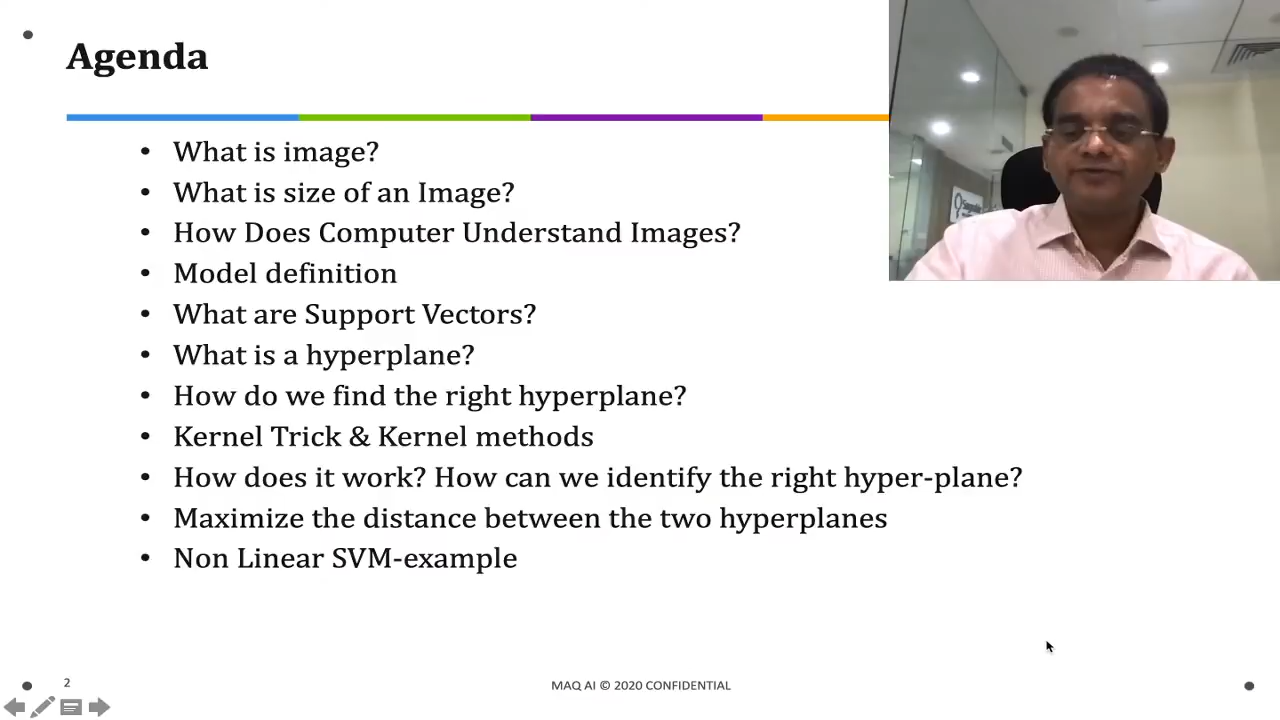 Agenda
• What is image?
• What is size of an Image?
• How Does Computer Understand Images?
• Model definition
• What are Support Vectors?
• What is a hyperplane?
• How do we find the right hyperplane?
• Kernel Trick & Kernel methods
• How does it work? How can we identify the right hyper-plane?
• Maximize the distance between the two hyperplanes
• Non Linear SVM-example
2
MAQ AI © 2020 CONFIDENTIAL